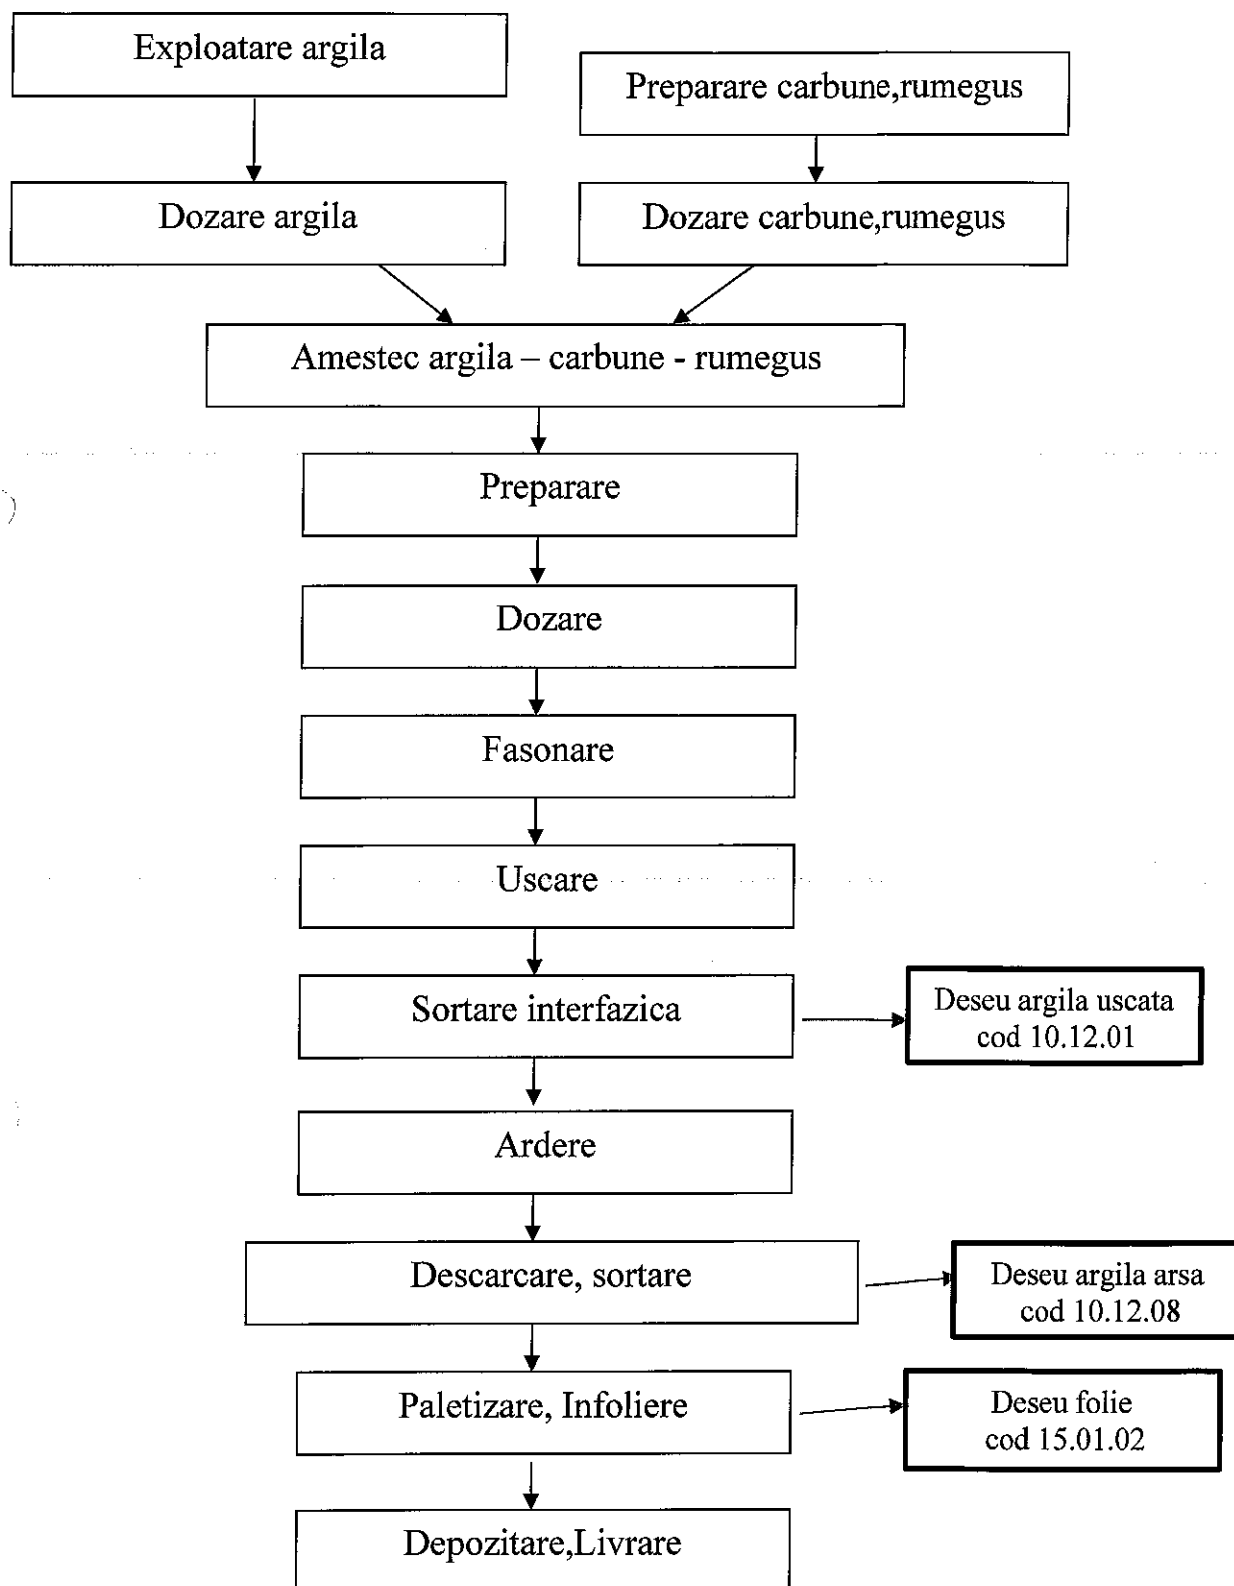 Exploatare argila
Preparare carbune,rumegus
Dozare argila
Dozare carbune,rumegus
Amestec argila – carbune - rumegus
Preparare
Dozare
Fasonare
Uscare
Sortare interfazica
Deseu argila uscata
cod 10.12.01
Ardere
Descarcare, sortare
Deseu argila arsa
cod 10.12.08
Paletizare, Infoliere
Deseu folie
cod 15.01.02
Depozitare,Livrare